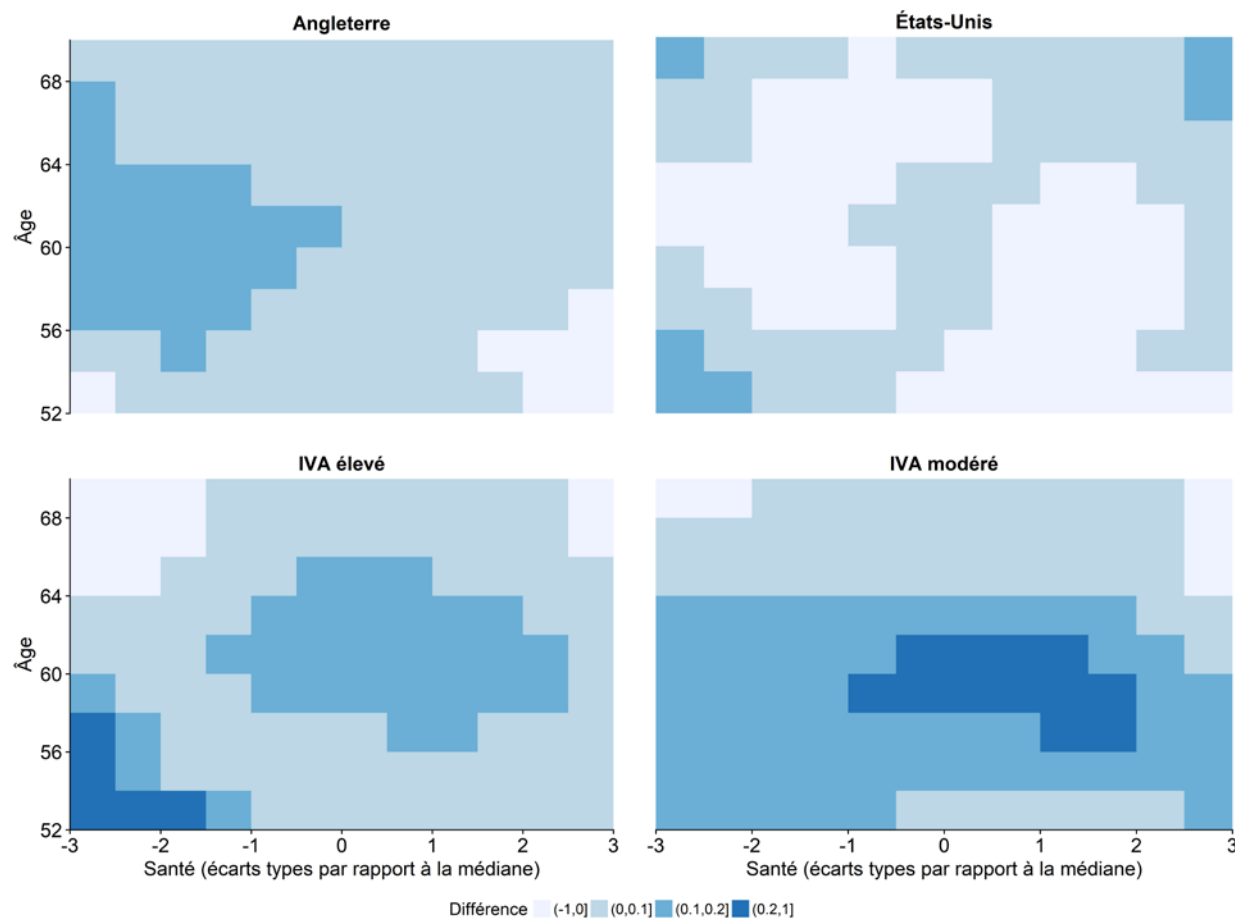 Angleterre
États-Unis
68
64
60
56
52
Âge
IVA élevé
IVA modéré
68
64
60
56
52
Âge
-3 -2 -1 0 1 2 3
-3 -2 -1 0 1 2 3
Santé (écarts types par rapport à la médiane)
Santé (écarts types par rapport à la médiane)
Différence (-1,0] (0,0.1] (0.1,0.2] (0.2,1]